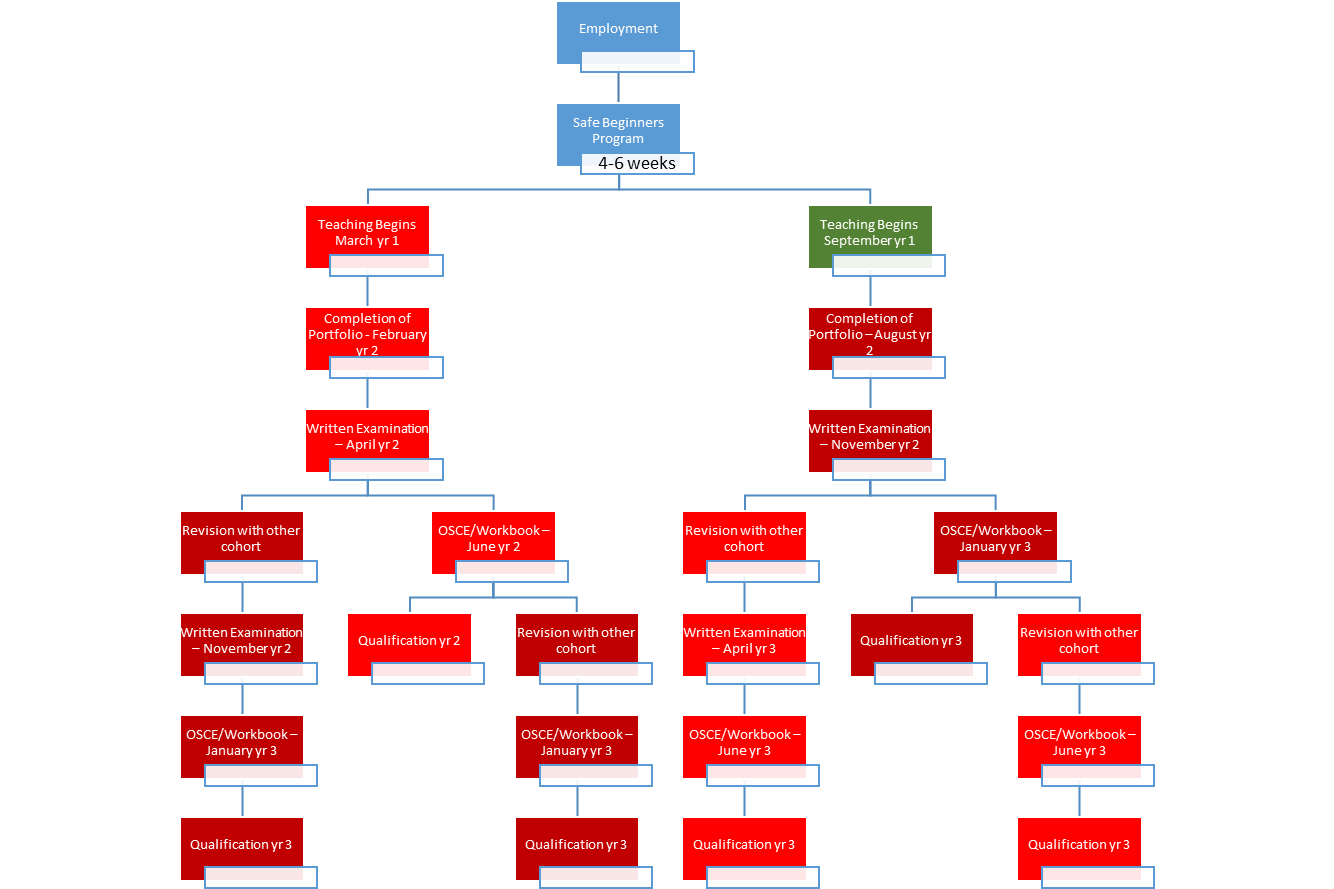 Employment
Safe Beginners
Program
4-6 weeks
Teaching Begins
March yr 1
Teaching Begins
September yr 1
Completion of
Portfolio - February
yr 2
Completion of
Portfolio – August yr
2
Written Examination
– April yr 2
Written Examination
– November yr 2
Revision with other
cohort
OSCE/Workbook –
June yr 2
Revision with other
cohort
OSCE/Workbook –
January yr 3
Written Examination
– November yr 2
Qualification yr 2
Revision with other
cohort
Written Examination
– April yr 3
Qualification yr 3
Revision with other
cohort
OSCE/Workbook –
January yr 3
OSCE/Workbook –
January yr 3
OSCE/Workbook –
June yr 3
OSCE/Workbook –
June yr 3
Qualification yr 3
Qualification yr 3
Qualification yr 3
Qualification yr 3